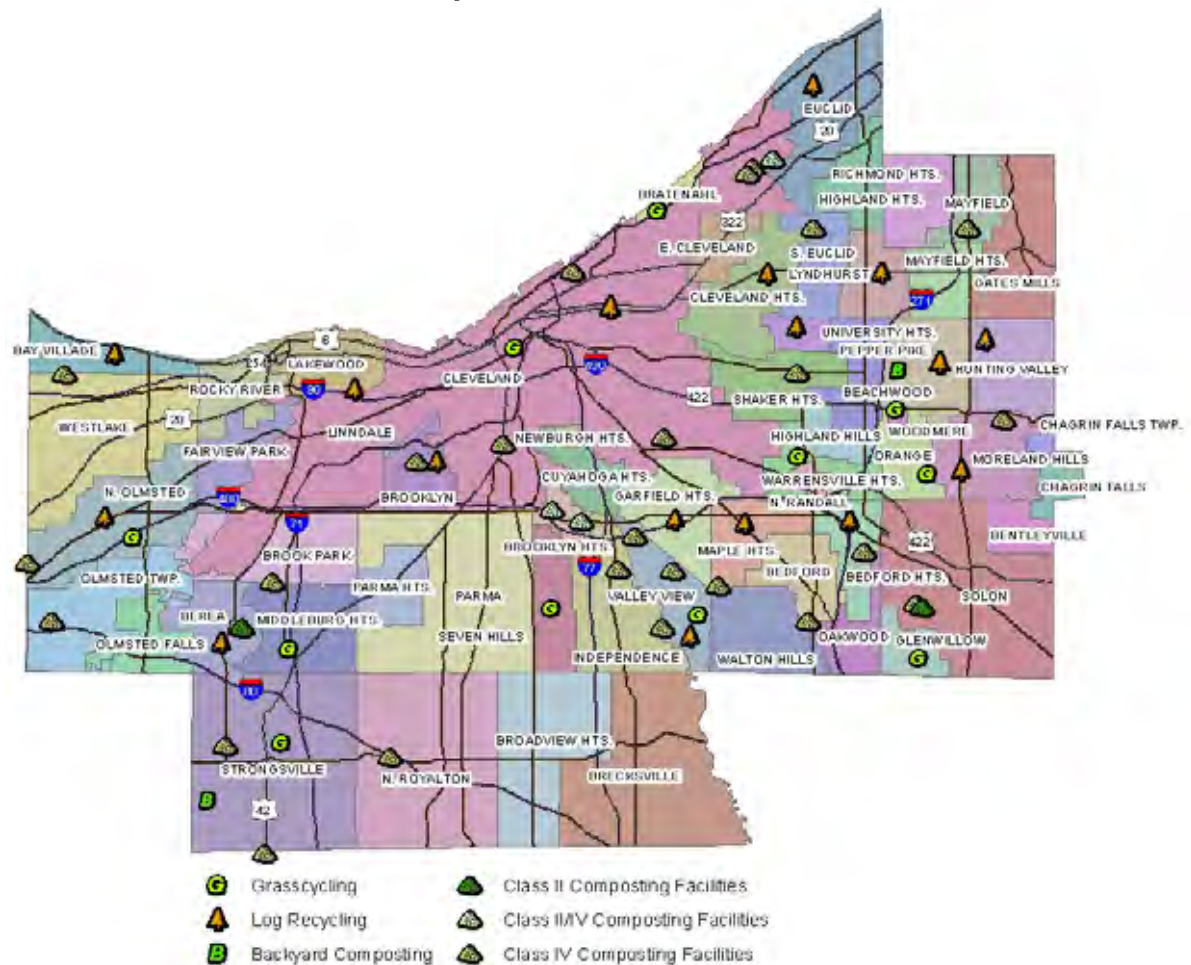 EUCLID
20
RICHMOND HTS.
BRATENAHL
HIGHLAND HTS.
MAYFIELD
322
E. CLEVELAND
S. EUCLID
MAYFIELD HTS.
LYNDHURST
GATES MILLS
CLEVELAND HTS.
271
UNIVERSITY HTS.
6
BAY VILLAGE
254
LAKEWOOD
PEPPER PIKE
HUNTING VALLEY
ROCKY RIVER
90
CLEVELAND
490
BEACHWOOD
422
SHAKER HTS.
WESTLAKE
20
CHAGRIN FALLS TWP.
LINNDALE
WOODMERE
NEWBURGH HTS.
HIGHLAND HILLS
FAIRVIEW PARK
ORANGE
MORELAND HILLS
CUYAHOGA HTS.
WARRENSVILLE HTS.
CHAGRIN FALLS
N. OLMSTED
480
BROOKLYN
GARFIELD HTS.
N. RANDALL
71
BENTLEYVILLE
BROOK PARK
BROOKLYN HTS.
MAPLE HTS.
422
77
BEDFORD
BEDFORD HTS.
OLMSTED TWP.
PARMA HTS.
PARMA
VALLEY VIEW
SOLON
BEREA
MIDDLEBURG HTS.
SEVEN HILLS
OAKWOOD
GLENWILLOW
OLMSTED FALLS
INDEPENDENCE
WALTON HILLS
80
BROADVIEW HTS.
STRONGSVILLE
N. ROYALTON
BRECKSVILLE
42
G Grasscycling
Class II Composting Facilities
Log Recycling
Class II/IV Composting Facilities
B Backyard Composting
Class IV Composting Facilities